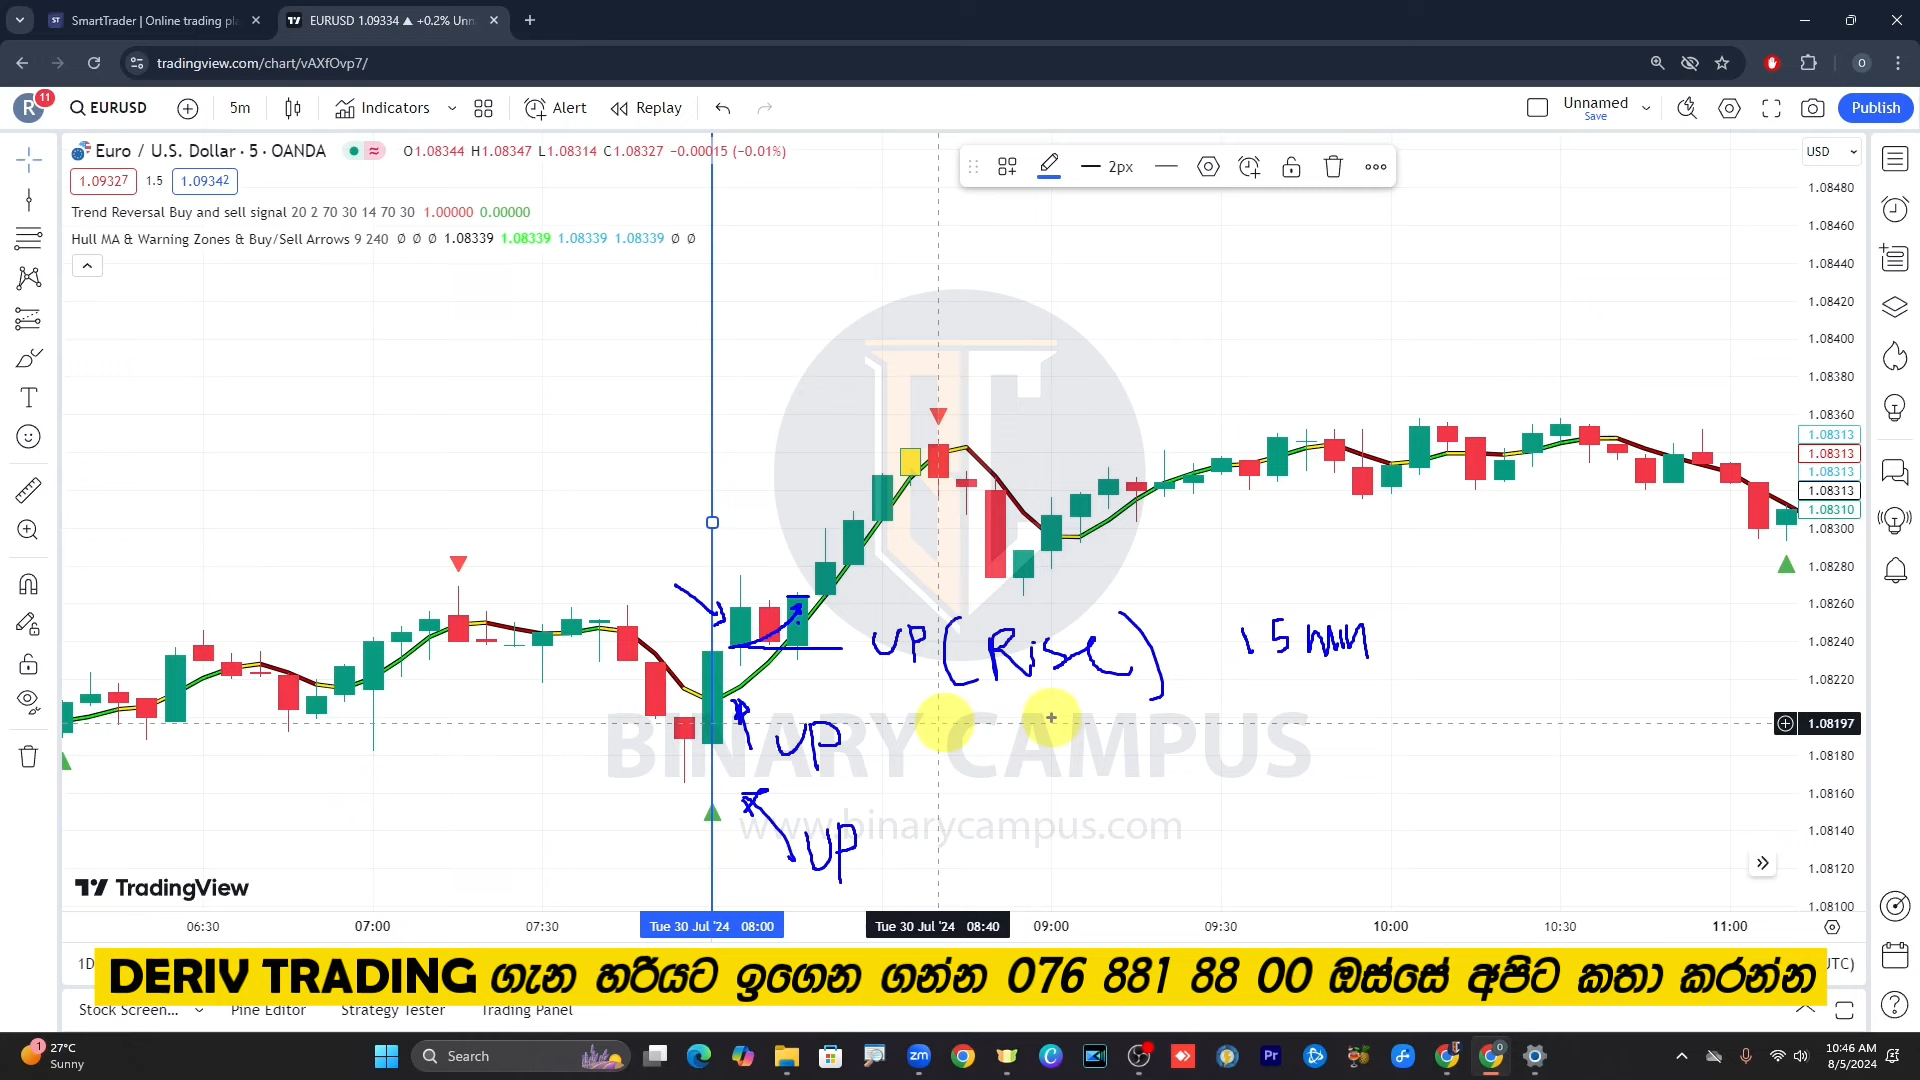 SmartTrader | Online trading pla
EURUSD 1.09334 ▲ +0.2% Unn
tradingview.com/chart/vAXfOvp7/
O
R 11 EURUSD 5m Indicators Alert Replay Unnamed Save Publish
Euro / U.S. Dollar · 5 · OANDA O1.08344 H1.08347 L1.08314 C1.08327 −0.00015 (−0.01%)
2px
USD
1.09327 1.5 1.09342
Trend Reversal Buy and sell signal 20 2 70 30 14 70 30 1.00000 0.00000
Hull MA & Warning Zones & Buy/Sell Arrows 9 240 ∅ ∅ ∅ 1.08339 1.08339 1.08339 1.08339 ∅ ∅
1.08480
1.08460
1.08440
1.08420
1.08400
1.08380
1.08360
1.08313
1.08313
1.08313
1.08313
1.08310
1.08300
1.08280
1.08260
1.08240
1.08220
1.08197
1.08180
1.08160
1.08140
1.08120
1.08100
UP (Rise) 15 min
UP
UP
BINARY CAMPUS
www.binarycampus.com
TradingView
06:30 07:00 07:30 Tue 30 Jul '24 08:00 Tue 30 Jul '24 08:40 09:00 09:30 10:00 10:30 11:00
1D UTC)
DERIV TRADING ගැන හරියට ඉගෙන ගන්න 076 881 88 00 ඔස්සේ අපිට කතා කරන්න
Stock Screen... Pine Editor Strategy Tester Trading Panel
27°C
Sunny
Search
10:46 AM
8/5/2024